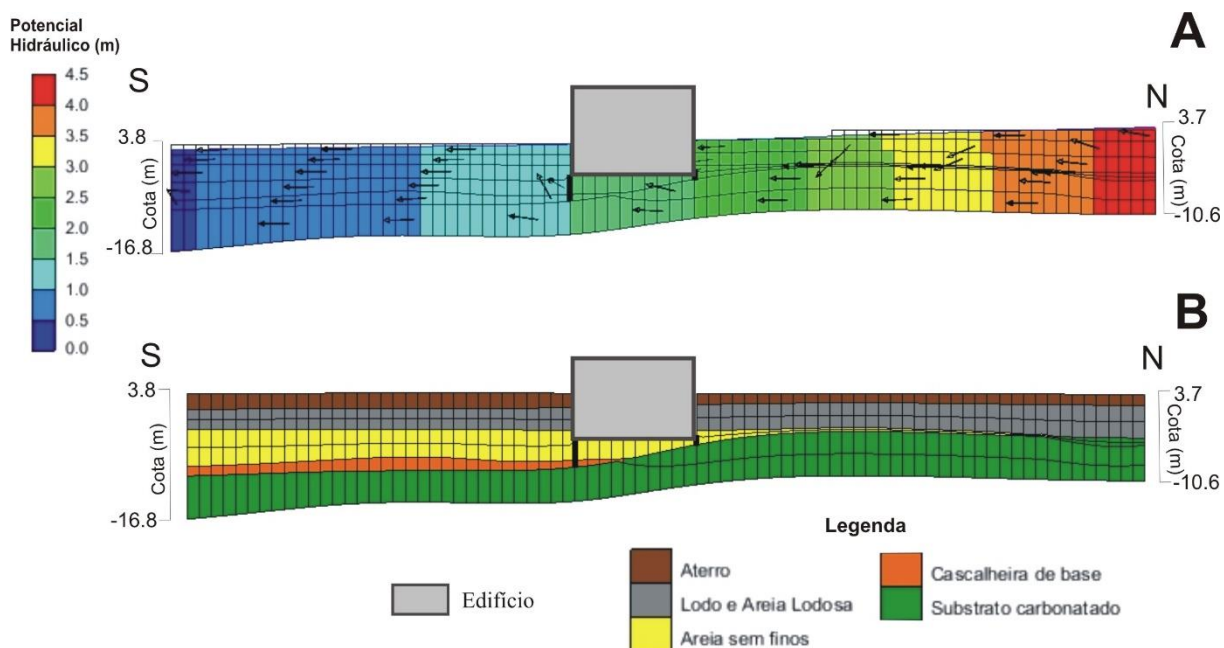 Potencial
Hidráulico (m)
A
4.5
4.0
3.5
3.0
2.5
2.0
1.5
1.0
0.5
0.0
S
N
3.8
Cota (m)
-16.8
3.7
Cota (m)
-10.6
B
S
N
3.8
Cota (m)
-16.8
3.7
Cota (m)
-10.6
Legenda
Edifício
Aterro
Lodo e Areia Lodosa
Areia sem finos
Cascalheira de base
Substrato carbonatado